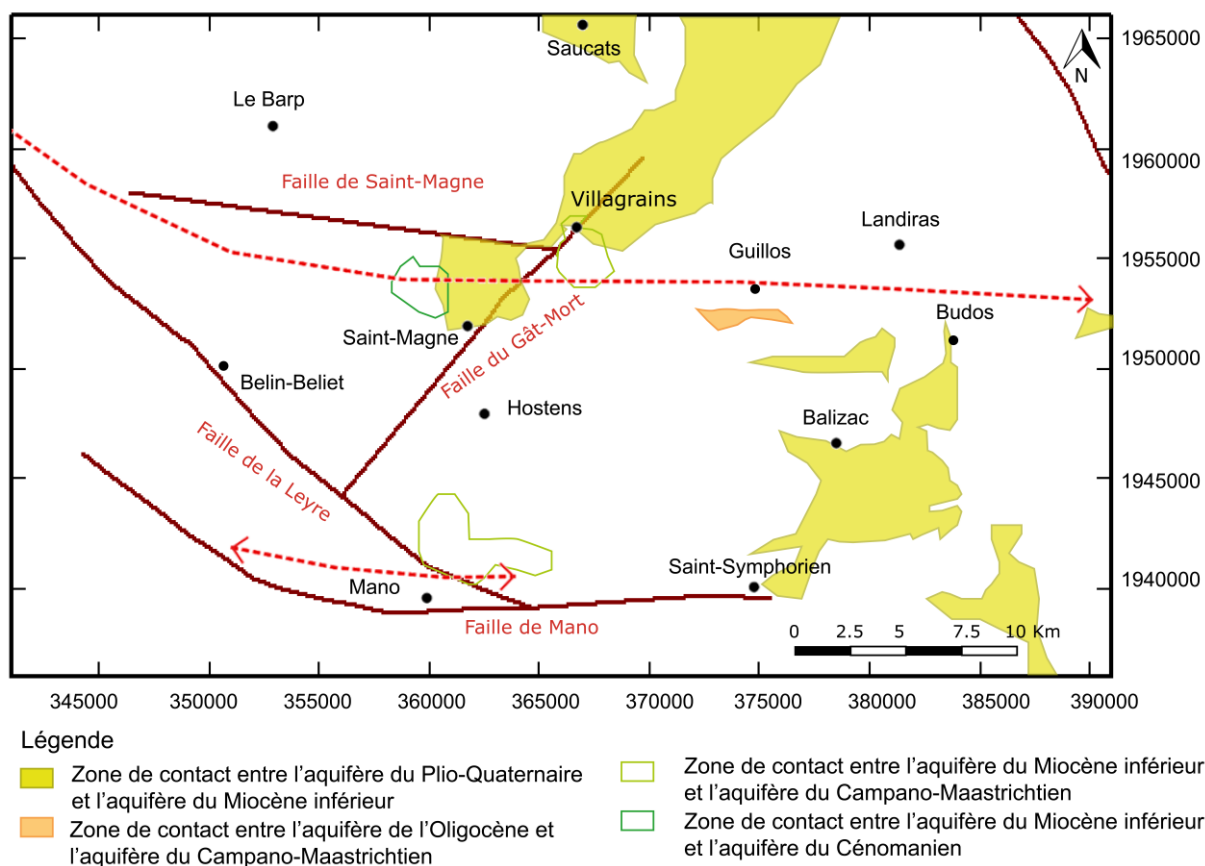 1965000
Saucats
N
Le Barp
1960000
Faille de Saint-Magne
Villagrains
Landiras
Guillos
1955000
Budos
Saint-Magne
Faille du Gât-Mort
1950000
Belin-Beliet
Hostens
Balizac
Faille de la Leyre
1945000
Saint-Symphorien
Mano
1940000
Faille de Mano
0 2.5 5 7.5 10 Km
345000 350000 355000 360000 365000 370000 375000 380000 385000 390000
Légende
Zone de contact entre l'aquifère du Plio-Quaternaire
et l'aquifère du Miocène inférieur
Zone de contact entre l'aquifère de l'Oligocène et
l'aquifère du Campano-Maastrichtien
Zone de contact entre l'aquifère du Miocène inférieur
et l'aquifère du Campano-Maastrichtien
Zone de contact entre l'aquifère du Miocène inférieur
et l'aquifère du Cénomanien